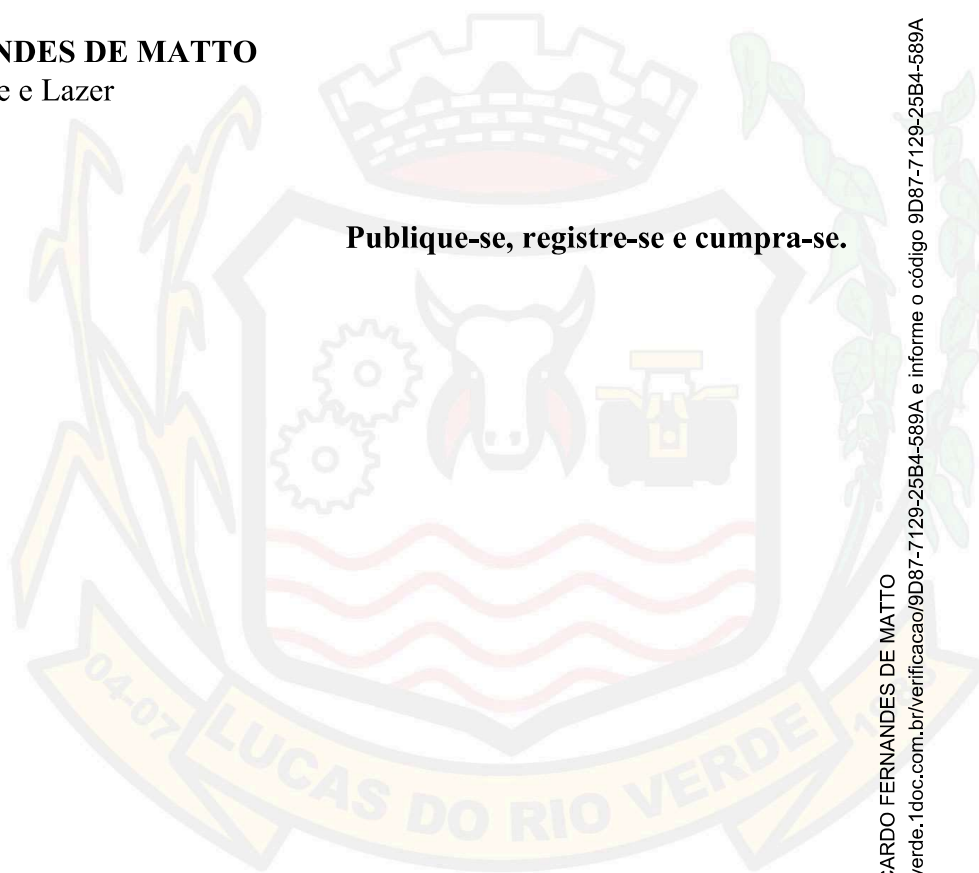 NDES DE MATTO
e e Lazer
Publique-se, registre-se e cumpra-se.
04-07
LUCAS DO RIO VERDE
CARDO FERNANDES DE MATTO
verde.1doc.com.br/verificacao/9D87-7129-25B4-589A e informe o código 9D87-7129-25B4-589A